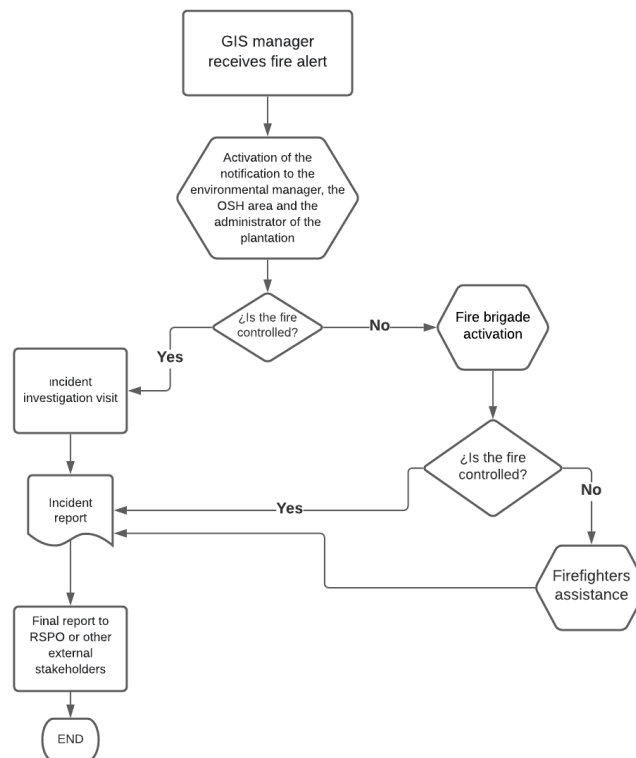 GIS manager
receives fire alert
Activation of the
notification to the
environmental manager, the
OSH area and the
administrator of the
plantation
¿Is the fire
controlled?
No
Fire brigade
activation
Yes
Incident
investigation visit
¿Is the fire
controlled?
No
Yes
Incident
report
Firefighters
assistance
Final report to
RSPO or other
external
stakeholders
END